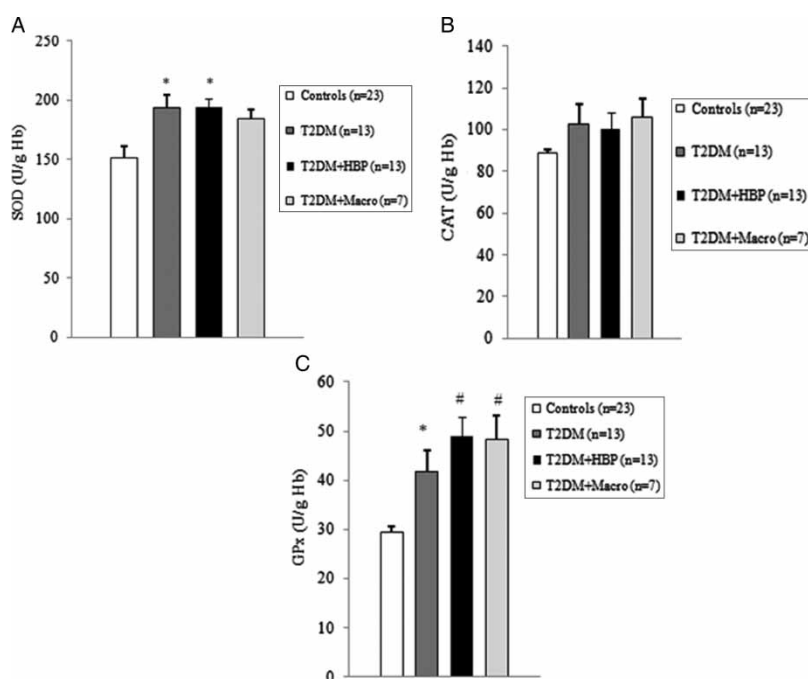 A
250
200
150
100
50
0
SOD (U/g Hb)
* *
Controls (n=23)
T2DM (n=13)
T2DM+HBP (n=13)
T2DM+Macro (n=7)
B
140
120
100
80
60
40
20
0
CAT (U/g Hb)
Controls (n=23)
T2DM (n=13)
T2DM+HBP (n=13)
T2DM+Macro (n=7)
C
60
50
40
30
20
10
0
GPx (U/g Hb)
* # #
Controls (n=23)
T2DM (n=13)
T2DM+HBP (n=13)
T2DM+Macro (n=7)